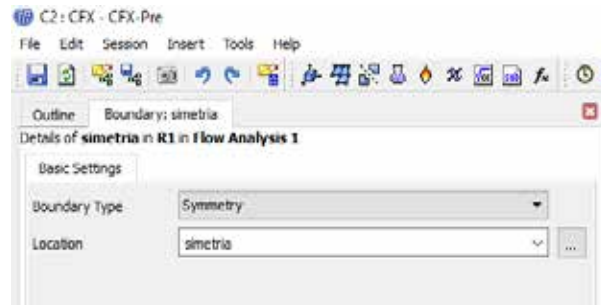 C2 : CFX - CFX-Pre
File Edit Session Insert Tools Help
Outline Boundary: simetria
Details of simetria in R1 in Flow Analysis 1
Basic Settings
Boundary Type Symmetry
Location simetria ...